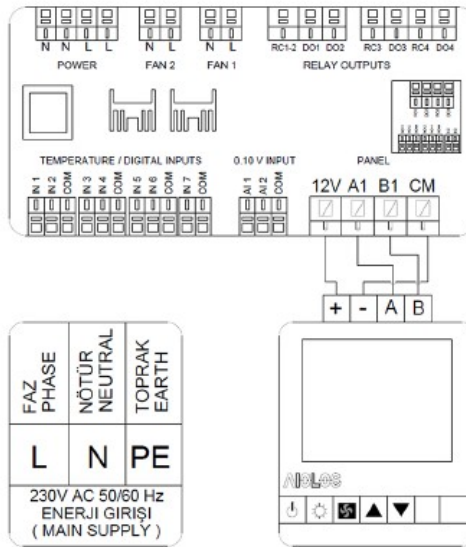 N N L L N L N L RC1-2 DO1 DO2 RC3 DO3 RC4 DO4
POWER FAN 2 FAN 1 RELAY OUTPUTS
TEMPERATURE / DIGITAL INPUTS 0.10 V INPUT PANEL
IN 1 IN 2 COM IN 3 IN 4 COM IN 5 IN 6 COM IN 7 COM AI 1 AI 2 COM
12V A1 B1 CM
+ - A B
FAZ PHASE
NÖTÜR NEUTRAL
TOPRAK EARTH
L N PE
230V AC 50/60 Hz
ENERJI GIRIŞI
( MAIN SUPPLY )
AIOLOS